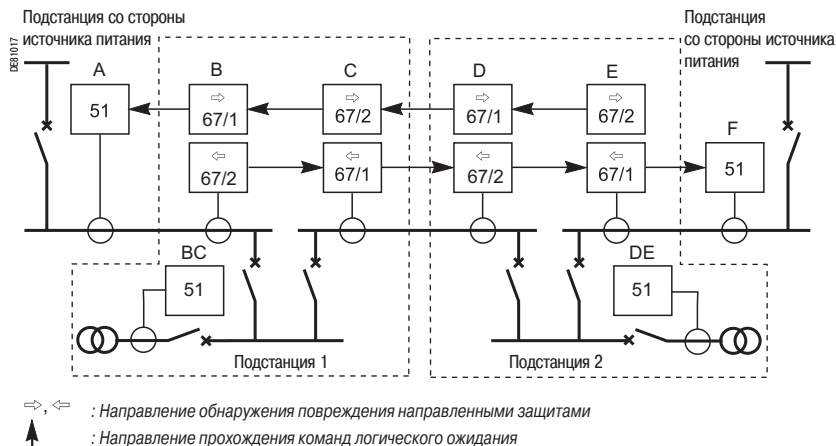 Подстанция со стороны
источника питания
Подстанция
со стороны источника
питания
DE81017
A
B
C
D
E
F
51
⇨
67/1
⇨
67/2
⇨
67/1
⇨
67/2
⇦
67/2
⇦
67/1
⇦
67/2
⇦
67/1
51
BC
51
DE
51
Подстанция 1
Подстанция 2
⇨, ⇦ : Направление обнаружения повреждения направленными защитами
: Направление прохождения команд логического ожидания